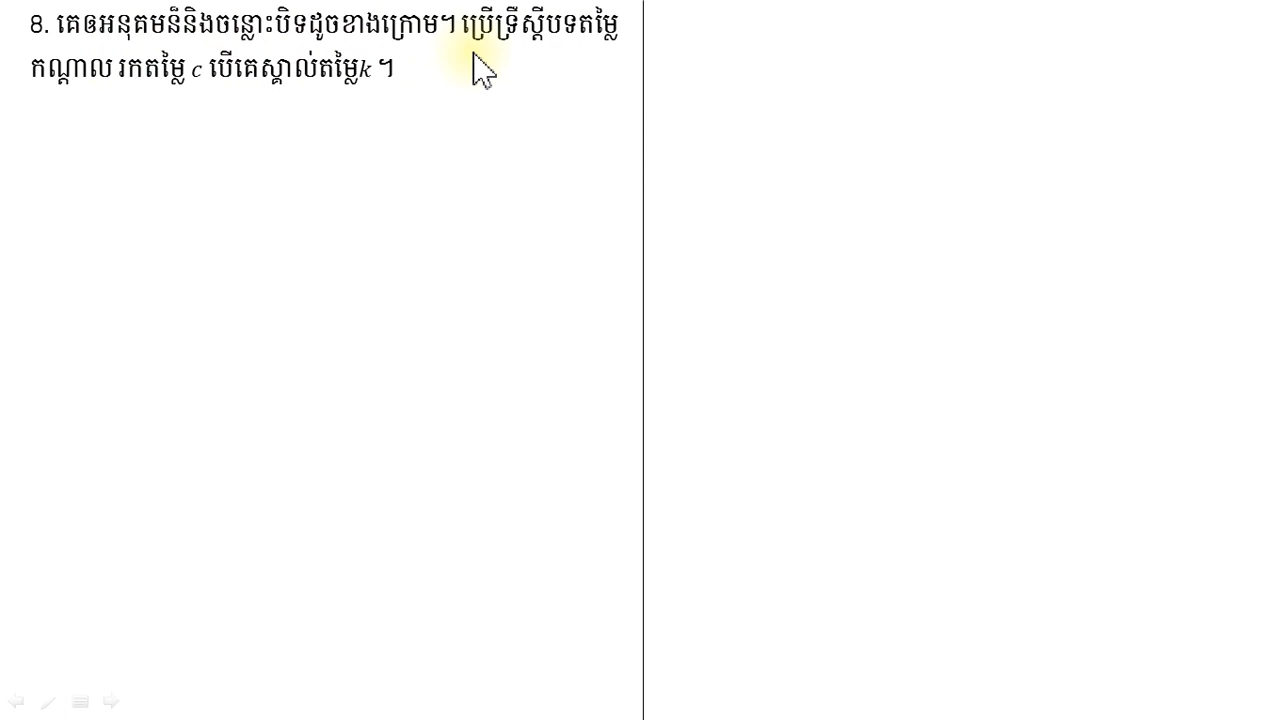 8. គេឲ្យអនុគមន៍និងចន្លោះបិទដូចខាងក្រោម។ ប្រើទ្រឹស្តីបទតម្លៃ
កណ្តាល រកតម្លៃ c បើគេស្គាល់តម្លៃk ។